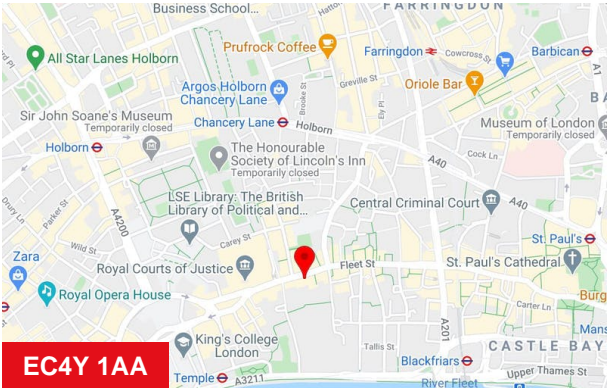 Business School...
FARRINGDON
Prufrock Coffee
All Star Lanes Holborn
Farringdon
Cowcross St
Barbican
A1
Greville St
Oriole Bar
Argos Holborn
Chancery Lane
Brooke St
Ely Pl
BA
Sir John Soane's Museum
Temporarily closed
Chancery Lane
Holborn
Museum of London
Temporarily closed
Holborn
The Honourable
Society of Lincoln's Inn
Temporarily closed
A40
Cock Ln
Drury Ln
Parker St
A4200
LSE Library: The British
Library of Political and...
Central Criminal Court
A40
Wild St
Carey St
St. Paul's
Zara
Royal Courts of Justice
Fleet St
St. Paul's Cathedral
Royal Opera House
Burg
Carter Ln
A201
King's College
London
Tallis St
Mans
CASTLE BAY
EC4Y 1AA
Blackfriars
Temple
A3211
Upper Thames St
River Fleet